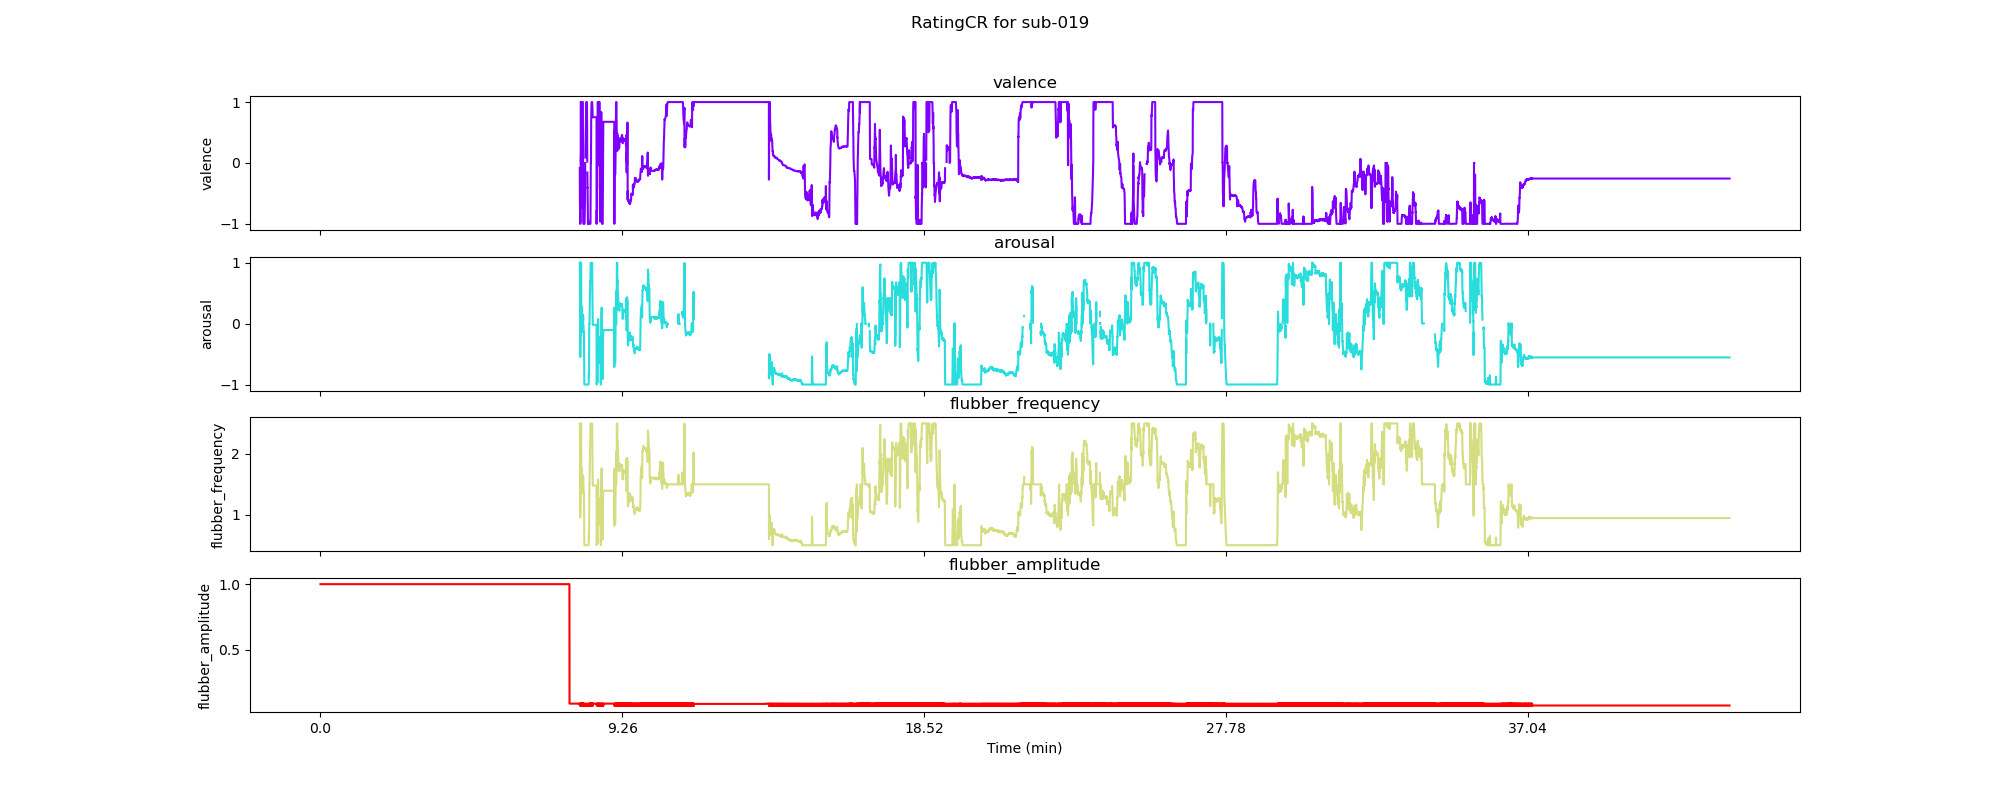 RatingCR for sub-019
valence
valence
1
0
−1
arousal
arousal
1
0
−1
flubber_frequency
flubber_frequency
2
1
flubber_amplitude
flubber_amplitude
1.0
0.5
0.0 9.26 18.52 27.78 37.04
Time (min)